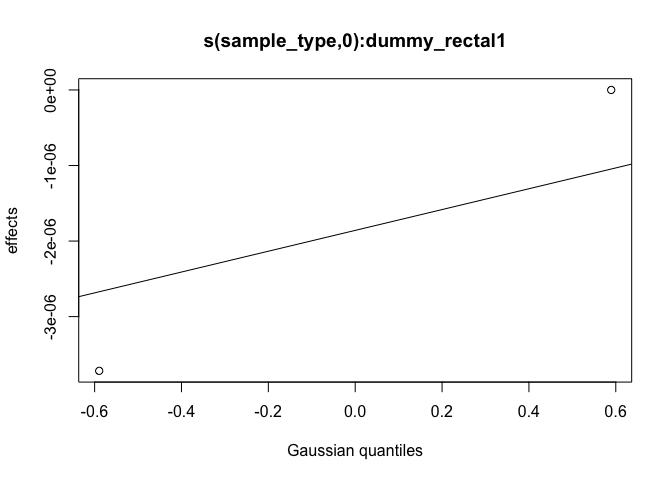 s(sample_type,0):dummy_rectal1
0e+00
-1e-06
-2e-06
-3e-06
effects
-0.6 -0.4 -0.2 0.0 0.2 0.4 0.6
Gaussian quantiles